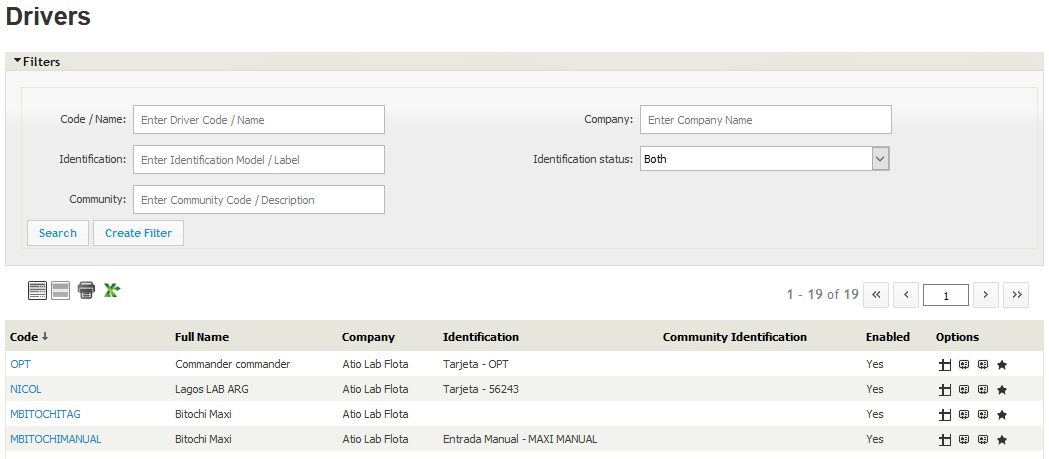 Drivers
Filters
Code / Name: Enter Driver Code / Name Company: Enter Company Name
Identification: Enter Identification Model / Label Identification status: Both
Community: Enter Community Code / Description
Search Create Filter
1 - 19 of 19 « ‹ 1 › »
Code ↓ Full Name Company Identification Community Identification Enabled Options
OPT Commander commander Atio Lab Flota Tarjeta - OPT Yes
NICOL Lagos LAB ARG Atio Lab Flota Tarjeta - 56243 Yes
MBITOCHITAG Bitochi Maxi Atio Lab Flota Yes
MBITOCHIMANUAL Bitochi Maxi Atio Lab Flota Entrada Manual - MAXI MANUAL Yes